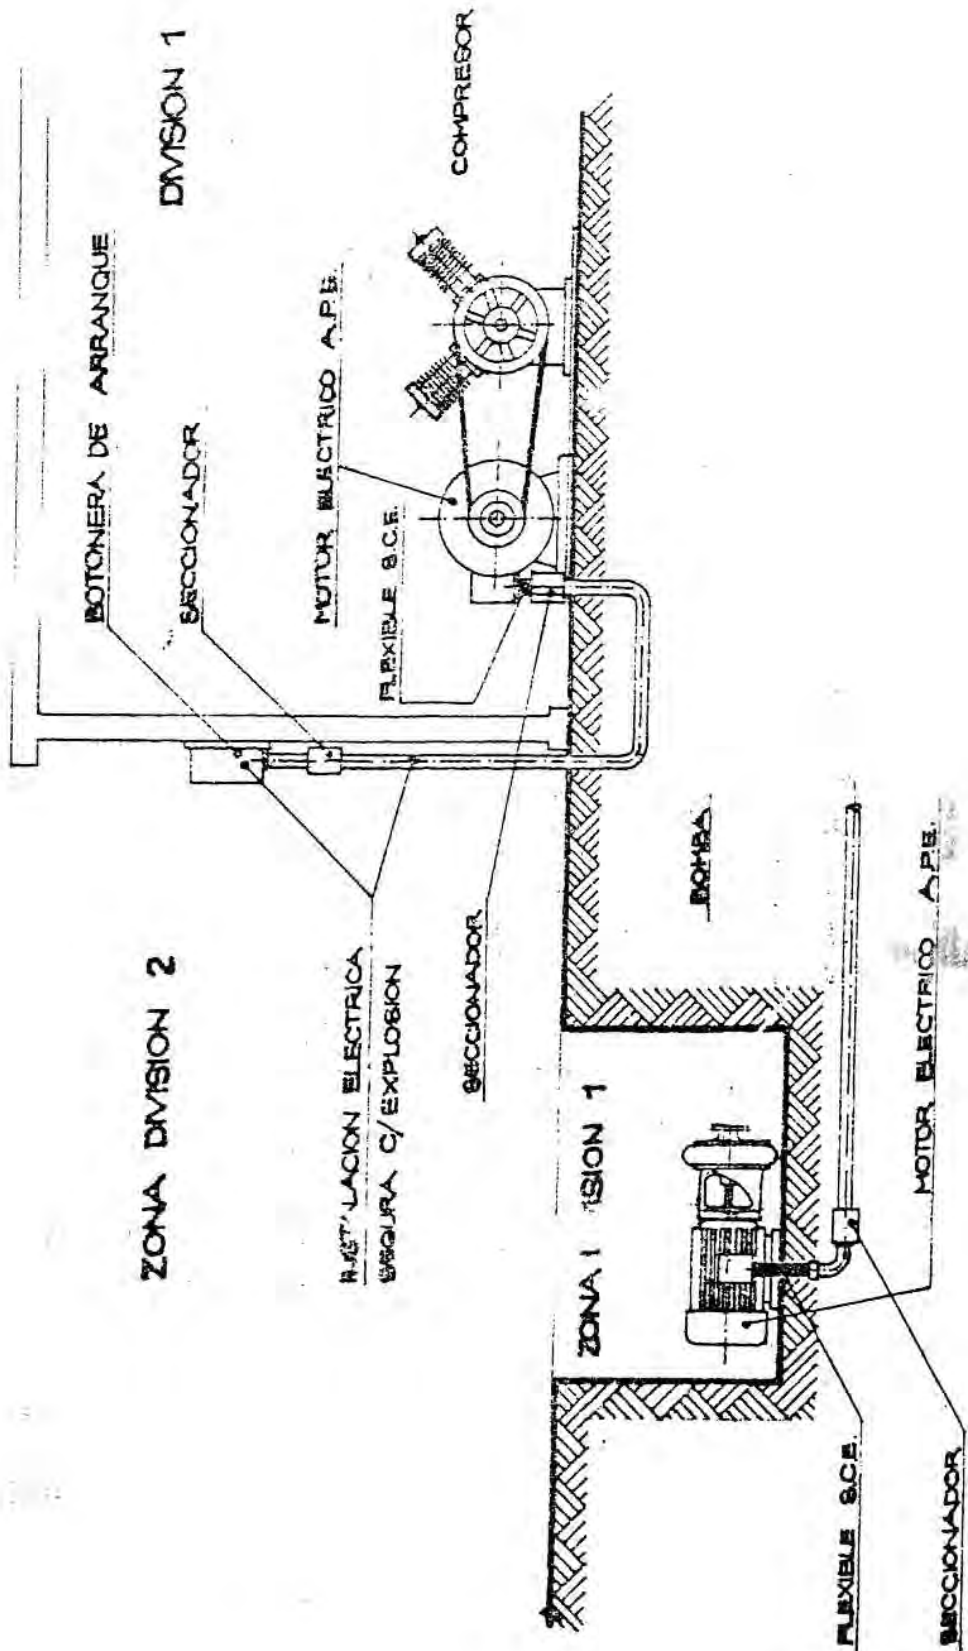 DIVISION 1
BOTONERA DE ARRANQUE
SECCIONADOR
MOTOR ELECTRICO A.P.E.
FLEXIBLE S.C.E.
COMPRESOR
ZONA DIVISION 2
ELECTRICA
SEGURA C/EXPLOSION
SECCIONADOR
BOMBA
ZONA
1
MOTOR ELECTRICO A.P.E.
FLEXIBLE S.C.E.
SECCIONADOR